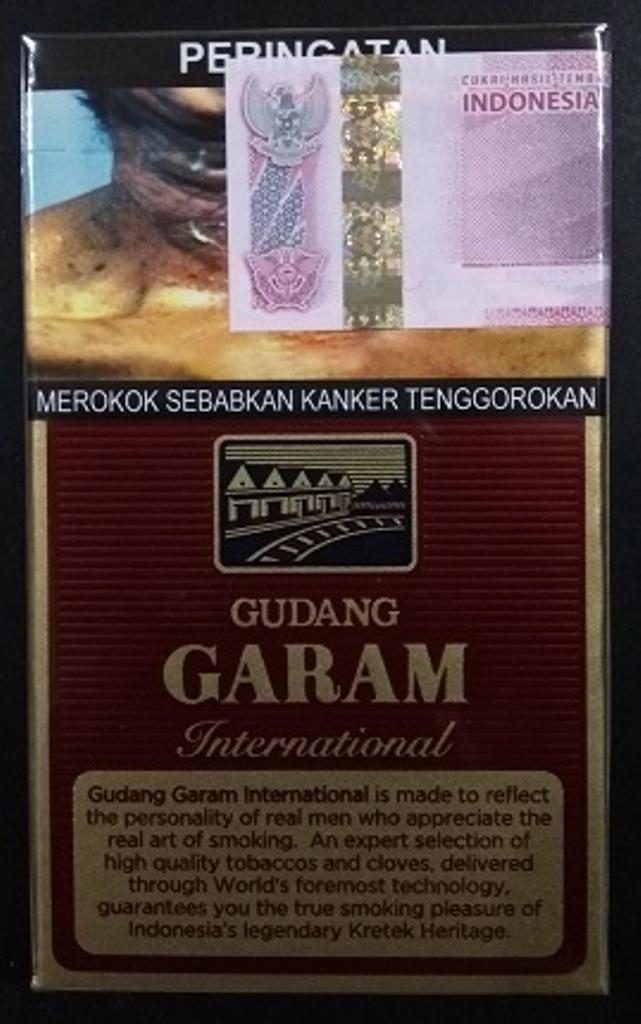 PERINGATAN
CUKAI HASIL TEMB
INDONESIA
MEROKOK SEBABKAN KANKER TENGGOROKAN
GUDANG
GARAM
International
Gudang Garam International is made to reflect
the personality of real men who appreciate the
real art of smoking. An expert selection of
high quality tobaccos and cloves, delivered
through World's foremost technology,
guarantees you the true smoking pleasure of
Indonesia's legendary Kretek Heritage.